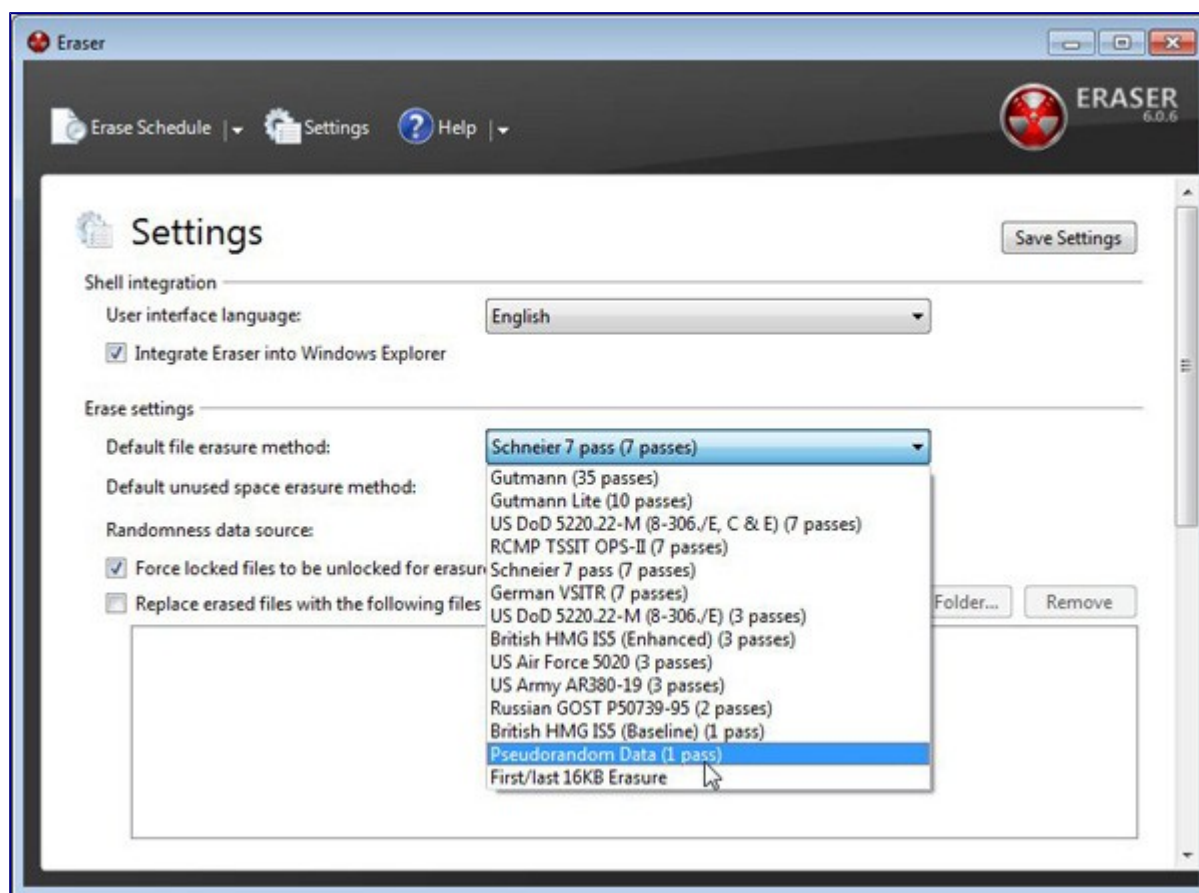 Eraser
Erase Schedule
Settings
Help
ERASER
6.0.6
Settings
Save Settings
Shell integration
User interface language:
English
Integrate Eraser into Windows Explorer
Erase settings
Default file erasure method:
Schneier 7 pass (7 passes)
Default unused space erasure method:
Randomness data source:
Force locked files to be unlocked for erasur
Replace erased files with the following files
Gutmann (35 passes)
Gutmann Lite (10 passes)
US DoD 5220.22-M (8-306./E, C & E) (7 passes)
RCMP TSSIT OPS-II (7 passes)
Schneier 7 pass (7 passes)
German VSITR (7 passes)
US DoD 5220.22-M (8-306./E) (3 passes)
British HMG IS5 (Enhanced) (3 passes)
US Air Force 5020 (3 passes)
US Army AR380-19 (3 passes)
Russian GOST P50739-95 (2 passes)
British HMG IS5 (Baseline) (1 pass)
Pseudorandom Data (1 pass)
First/last 16KB Erasure
Folder...
Remove